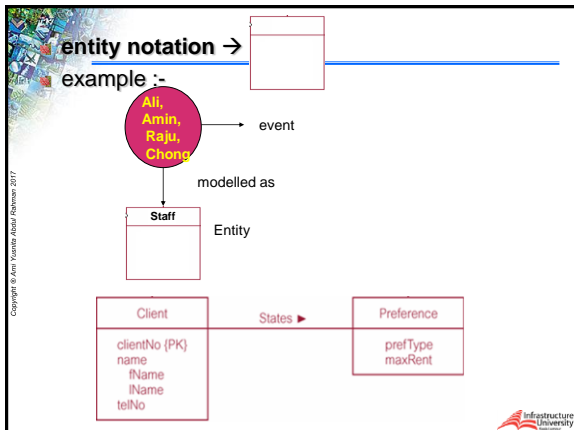 entity notation →
example :-
Ali,
Amin,
Raju,
Chong
event
modelled as
Staff
Entity
Client
States ►
Preference
clientNo {PK}
name
fName
lName
telNo
prefType
maxRent
Copyright ® Ami Yusnita Abdul Rahman 2017
Infrastructure
University